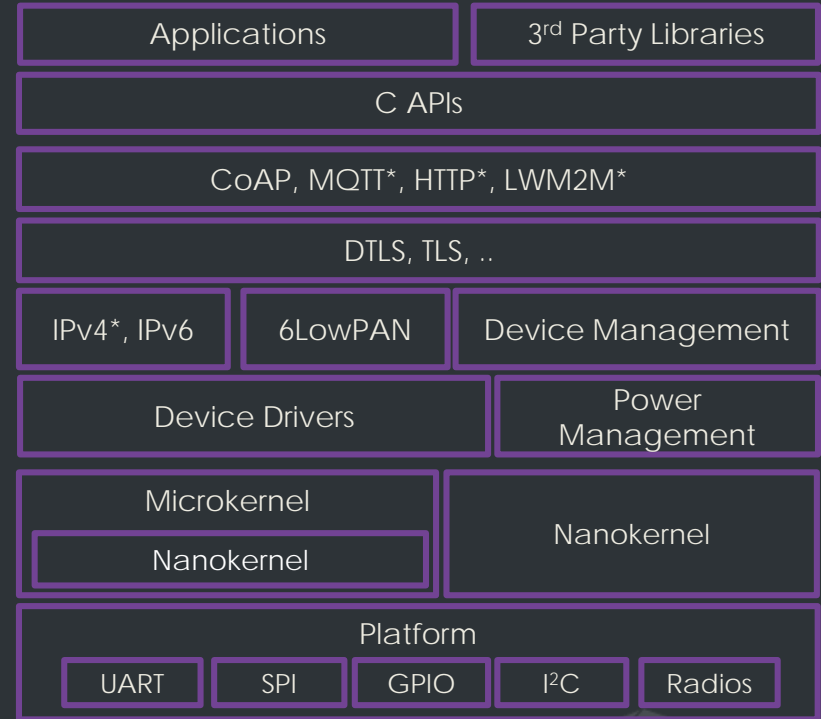 Applications
3rd Party Libraries
C APIs
CoAP, MQTT*, HTTP*, LWM2M*
DTLS, TLS, ..
IPv4*, IPv6
6LowPAN
Device Management
Device Drivers
Power
Management
Microkernel
Nanokernel
Nanokernel
Platform
UART
SPI
GPIO
I²C
Radios